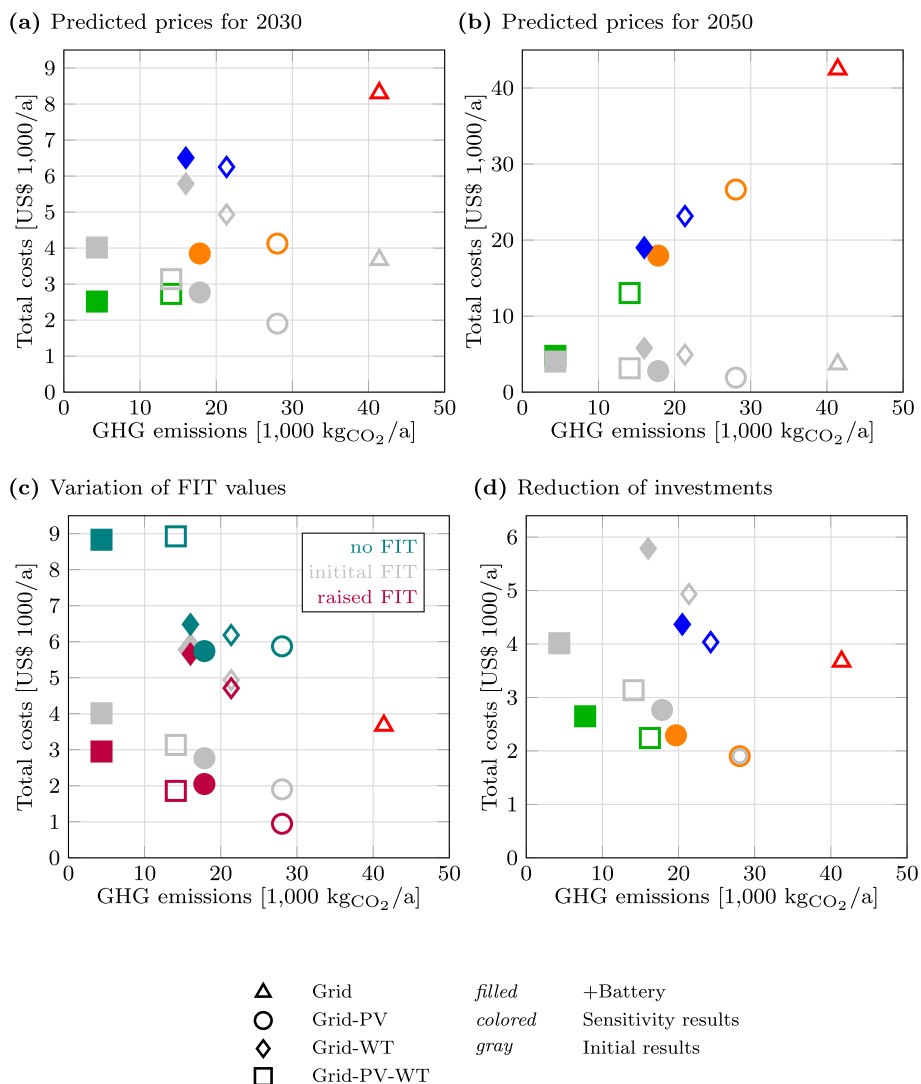 (a) Predicted prices for 2030
Total costs [US$ 1,000/a]
9
8
7
6
5
4
3
2
1
0
0 10 20 30 40 50
GHG emissions [1,000 kgCO2/a]
(b) Predicted prices for 2050
Total costs [US$ 1,000/a]
40
30
20
10
0
0 10 20 30 40 50
GHG emissions [1,000 kgCO2/a]
(c) Variation of FIT values
Total costs [US$ 1000/a]
9
8
7
6
5
4
3
2
1
0
no FIT
initital FIT
raised FIT
0 10 20 30 40 50
GHG emissions [1,000 kgCO2/a]
(d) Reduction of investments
Total costs [US$ 1000/a]
6
5
4
3
2
1
0
0 10 20 30 40 50
GHG emissions [1,000 kgCO2/a]
Grid filled +Battery
Grid-PV colored Sensitivity results
Grid-WT gray Initial results
Grid-PV-WT